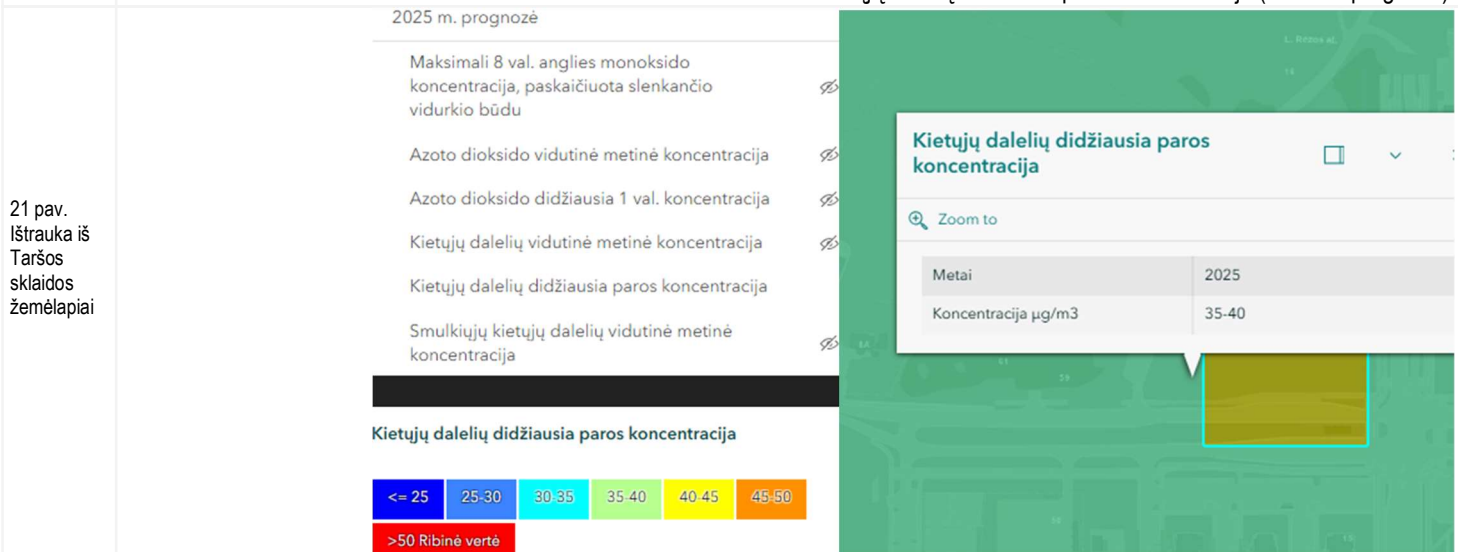 2025 m. prognozė
Maksimali 8 val. anglies monoksido
koncentracija, paskaičiuota slenkančio
vidurkio būdu
Azoto dioksido vidutinė metinė koncentracija
Azoto dioksido didžiausia 1 val. koncentracija
Kietųjų dalelių vidutinė metinė koncentracija
Kietųjų dalelių didžiausia paros koncentracija
Smulkiųjų kietųjų dalelių vidutinė metinė
koncentracija
21 pav.
Ištrauka iš
Taršos
sklaidos
žemėlapiai
Kietųjų dalelių didžiausia paros koncentracija
<= 25 25-30 30-35 35-40 40-45 45-50
>50 Ribinė vertė
L. Rėzos al.
Kietųjų dalelių didžiausia paros
koncentracija
Zoom to
Metai 2025
Koncentracija µg/m3 35-40
59